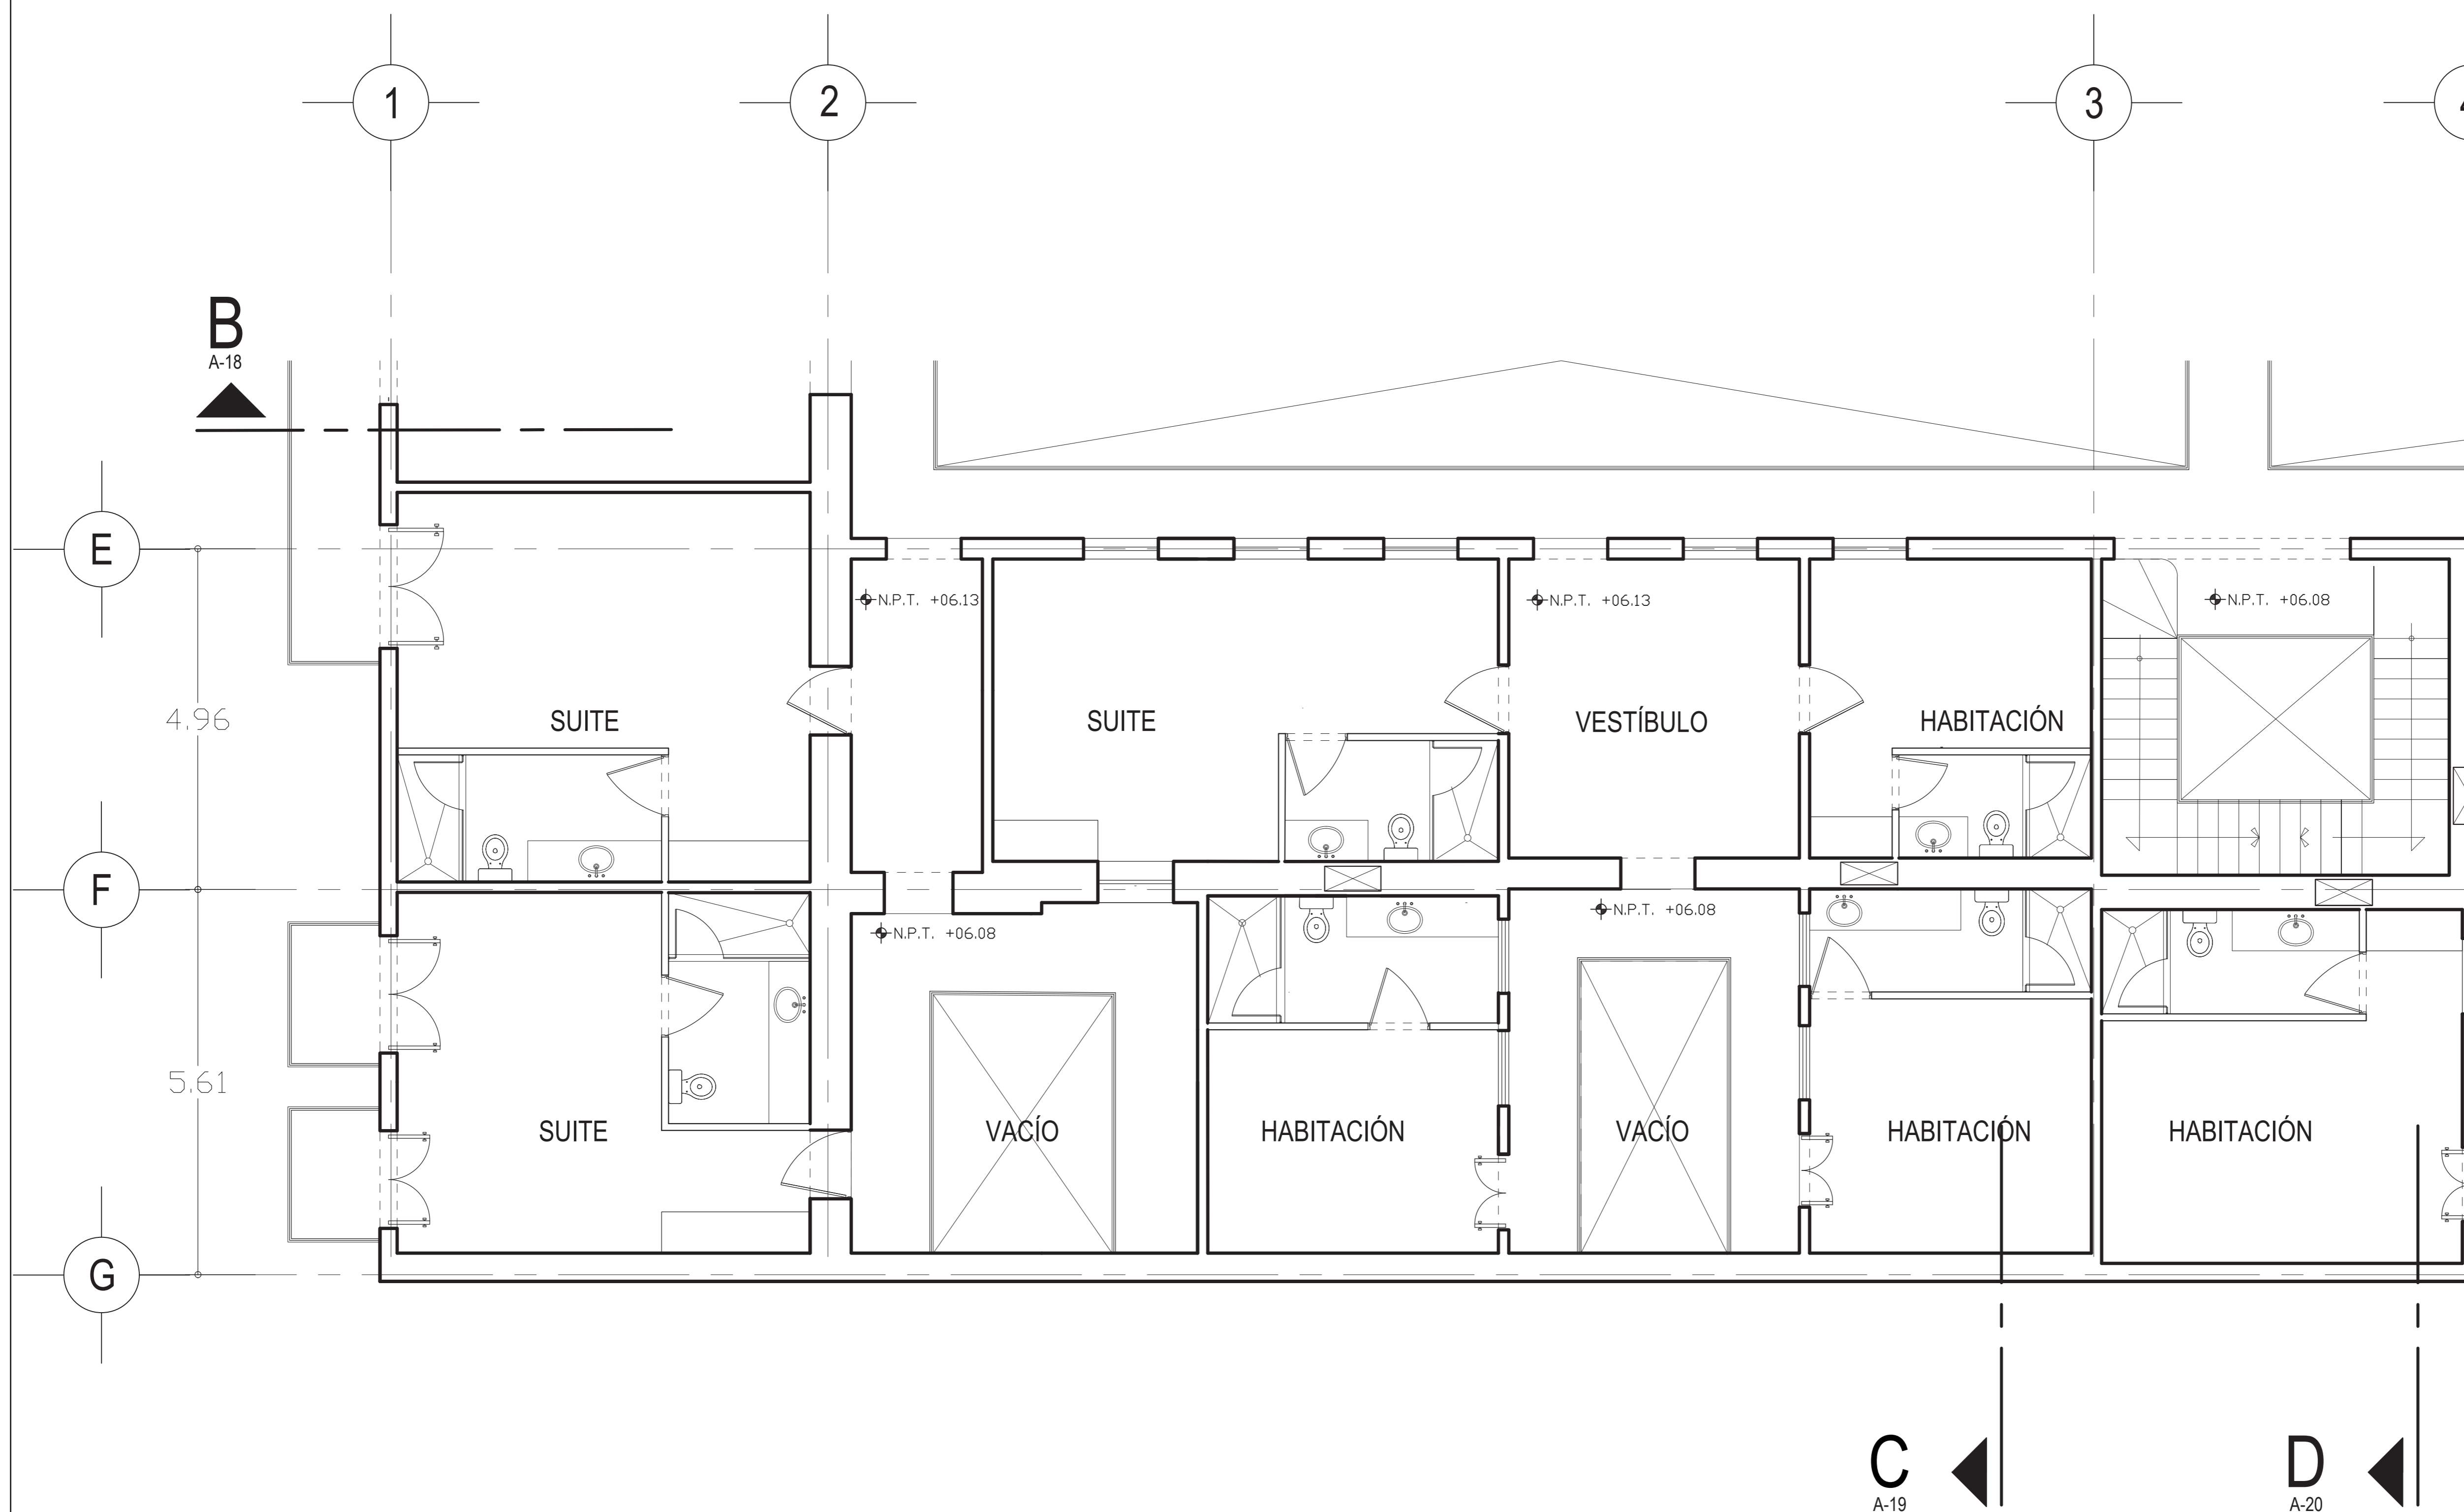 1
2
3
B
A-18
E
N.P.T. +06.13
N.P.T. +06.13
N.P.T. +06.08
4.96
SUITE
SUITE
VESTÍBULO
HABITACIÓN
F
N.P.T. +06.08
N.P.T. +06.08
5.61
SUITE
VACÍO
HABITACIÓN
VACÍO
HABITACIÓN
HABITACIÓN
G
C
A-19
D
A-20